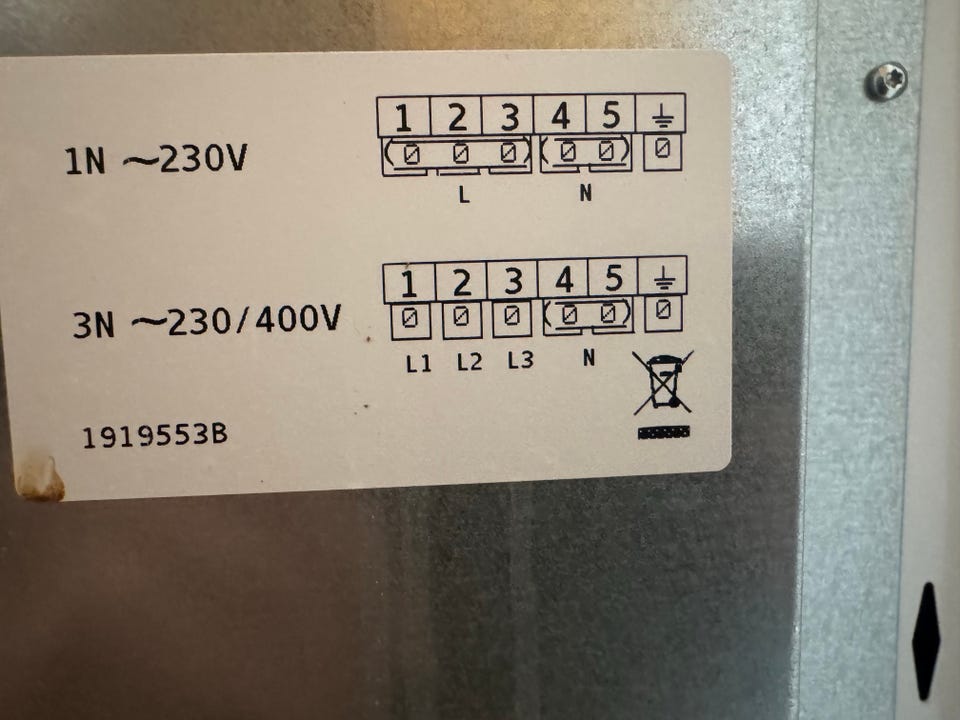 1 2 3 4 5
1N ~230V
L N
1 2 3 4 5
3N ~230/400V
L1 L2 L3 N
1919553B